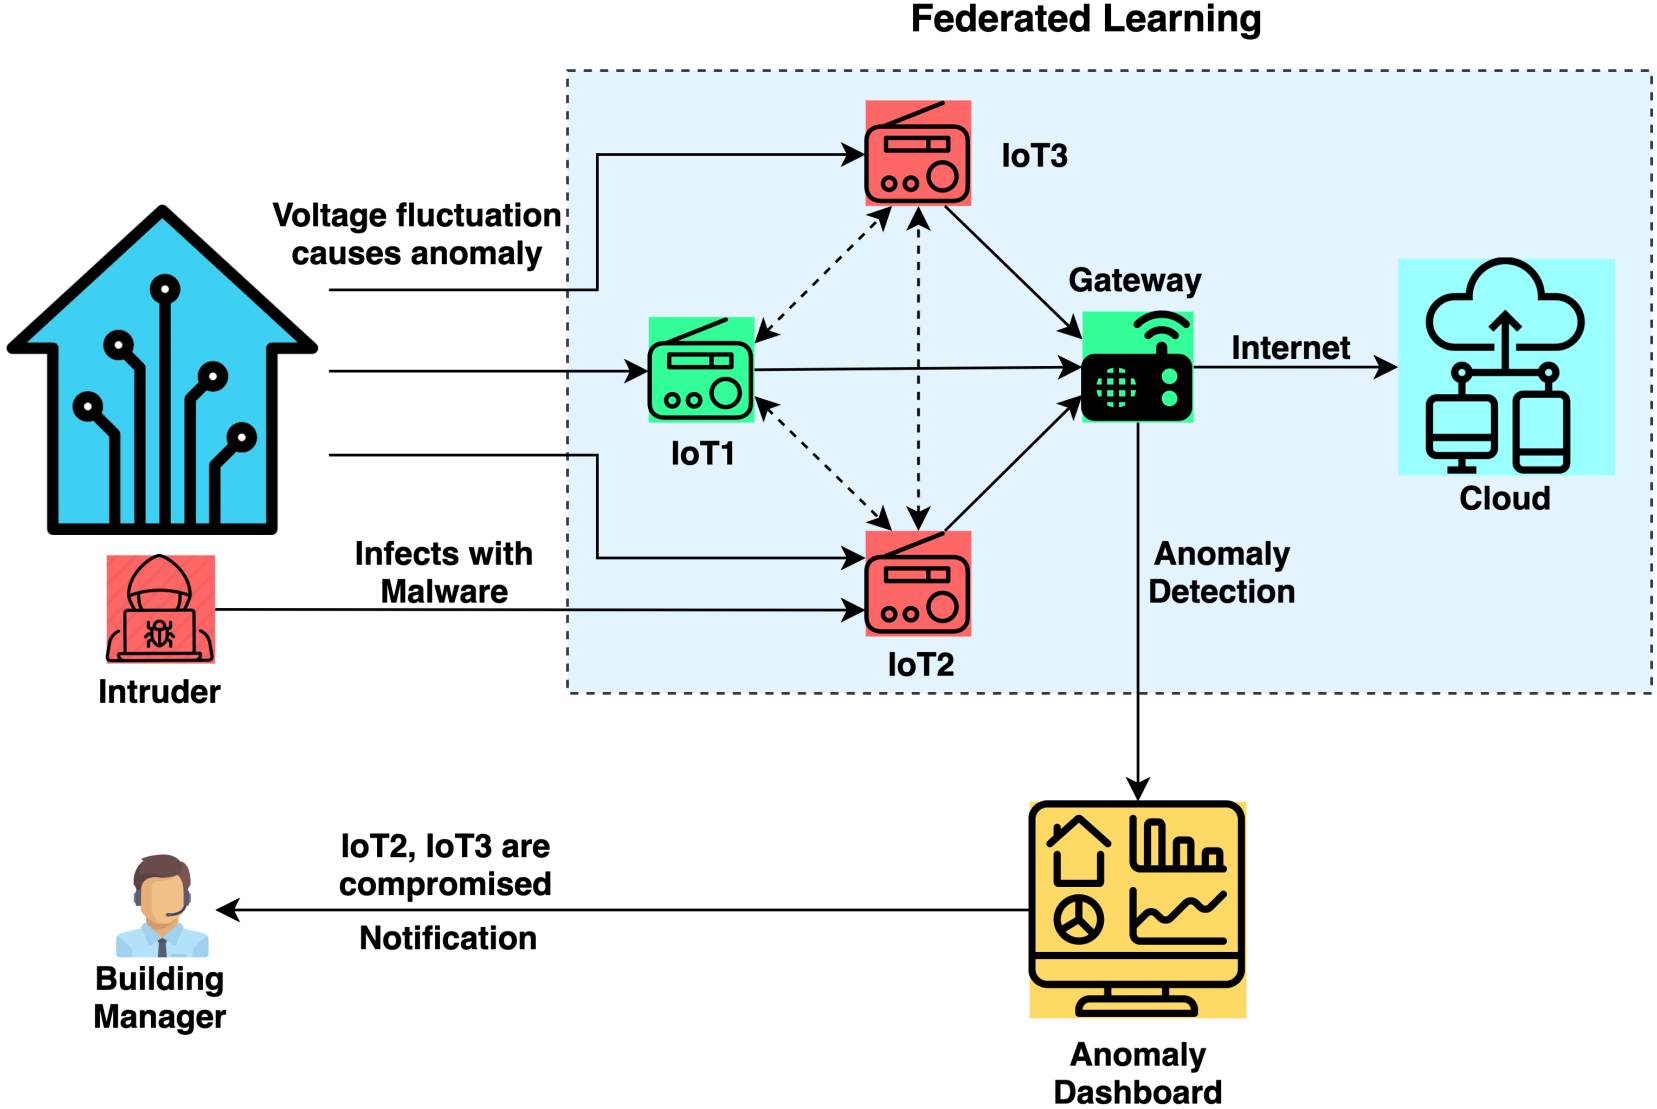 Federated Learning
IoT3
Voltage fluctuation
causes anomaly
Gateway
Internet
IoT1
Cloud
Infects with
Malware
Anomaly
Detection
IoT2
Intruder
IoT2, IoT3 are
compromised
Notification
Building
Manager
Anomaly
Dashboard